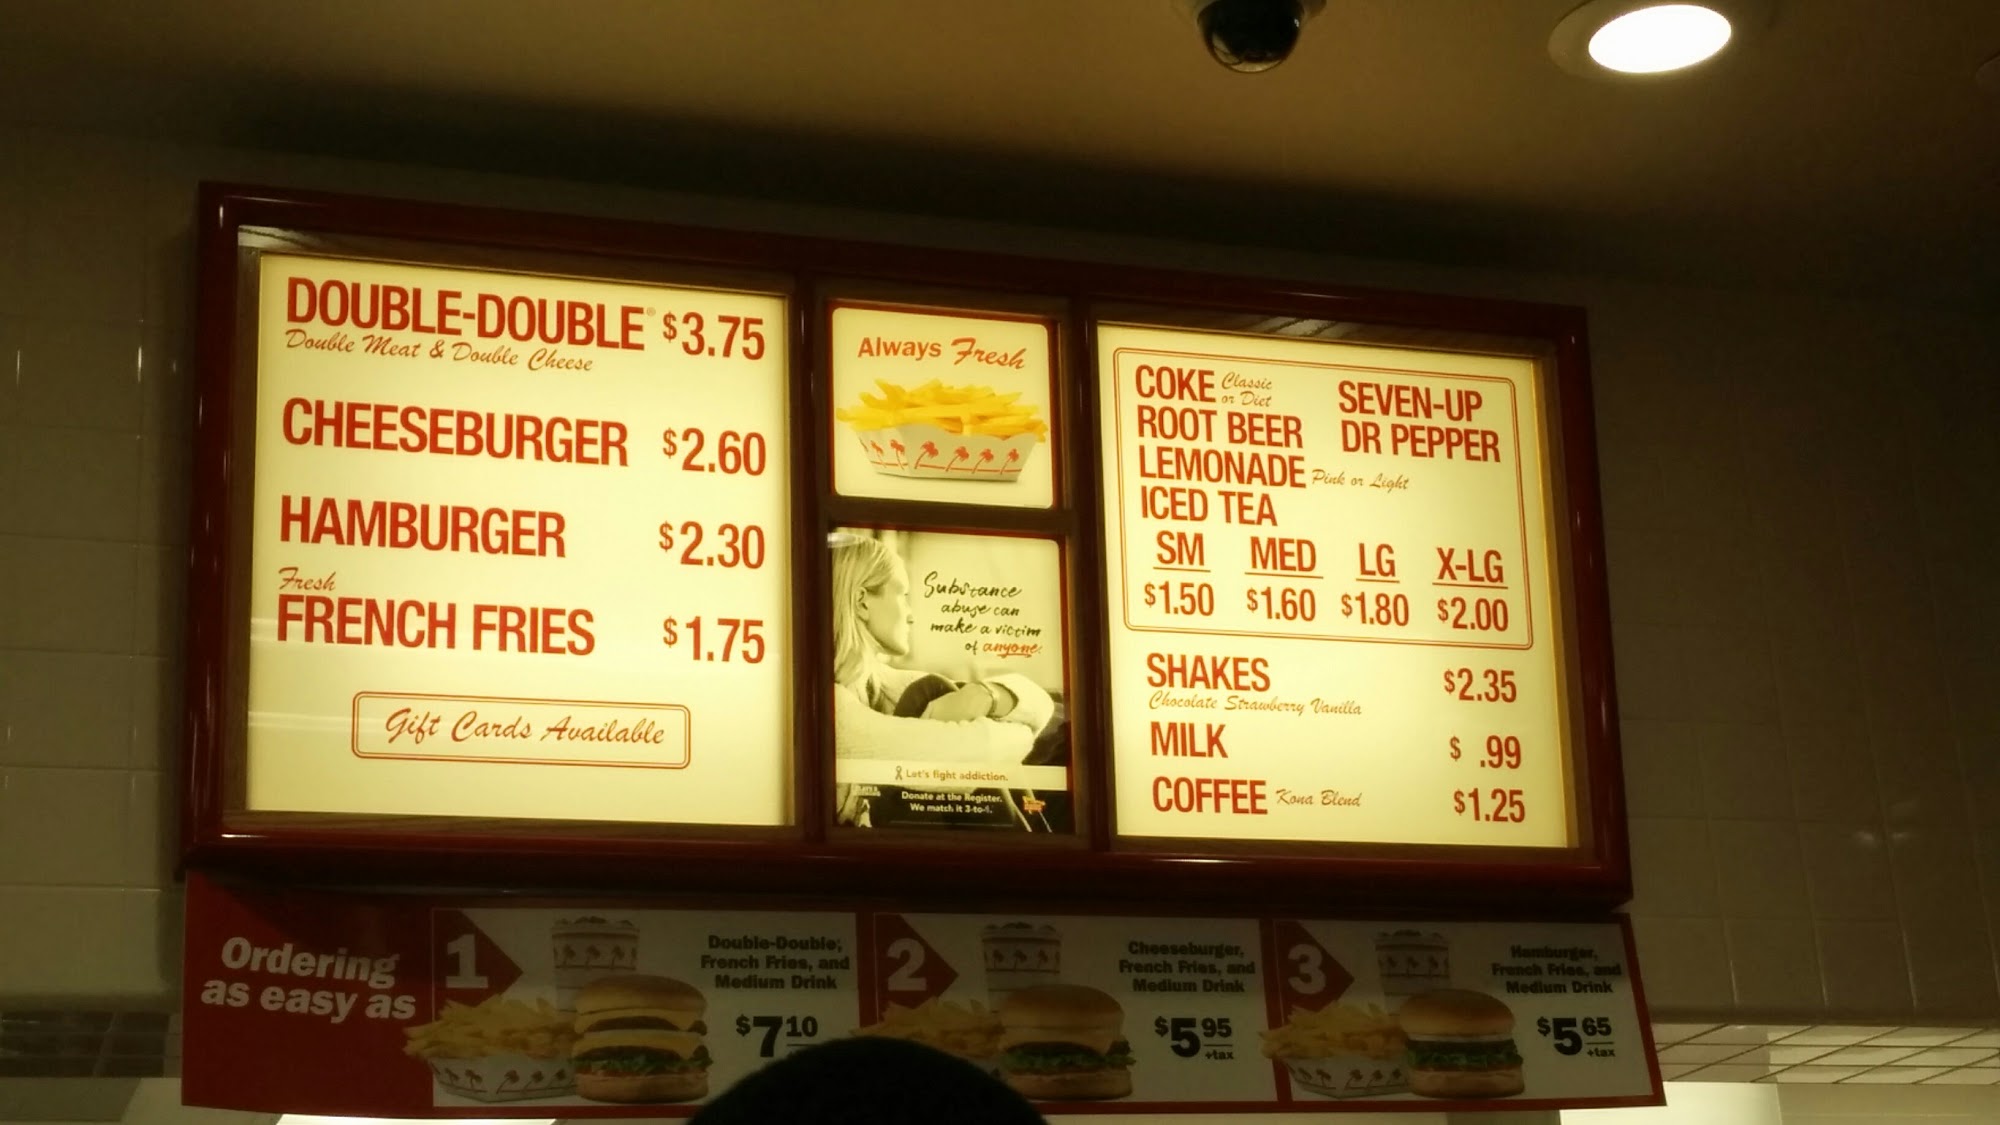 DOUBLE-DOUBLE® $3.75
Double Meat & Double Cheese
CHEESEBURGER $2.60
HAMBURGER $2.30
Fresh
FRENCH FRIES $1.75
Gift Cards Available
Always Fresh
Substance
abuse can
make a victim
of anyone.
Let's fight addiction.
Donate at the Register.
We match it 3-to-1.
COKE Classic or Diet SEVEN-UP
ROOT BEER DR PEPPER
LEMONADE Pink or Light
ICED TEA
SM MED LG X-LG
$1.50 $1.60 $1.80 $2.00
SHAKES $2.35
Chocolate Strawberry Vanilla
MILK $ .99
COFFEE Kona Blend $1.25
Ordering
as easy as
1
Double-Double,
French Fries, and
Medium Drink
$7 10
2
Cheeseburger,
French Fries, and
Medium Drink
$5 95
+tax
3
Hamburger,
French Fries, and
Medium Drink
$5 65
+tax